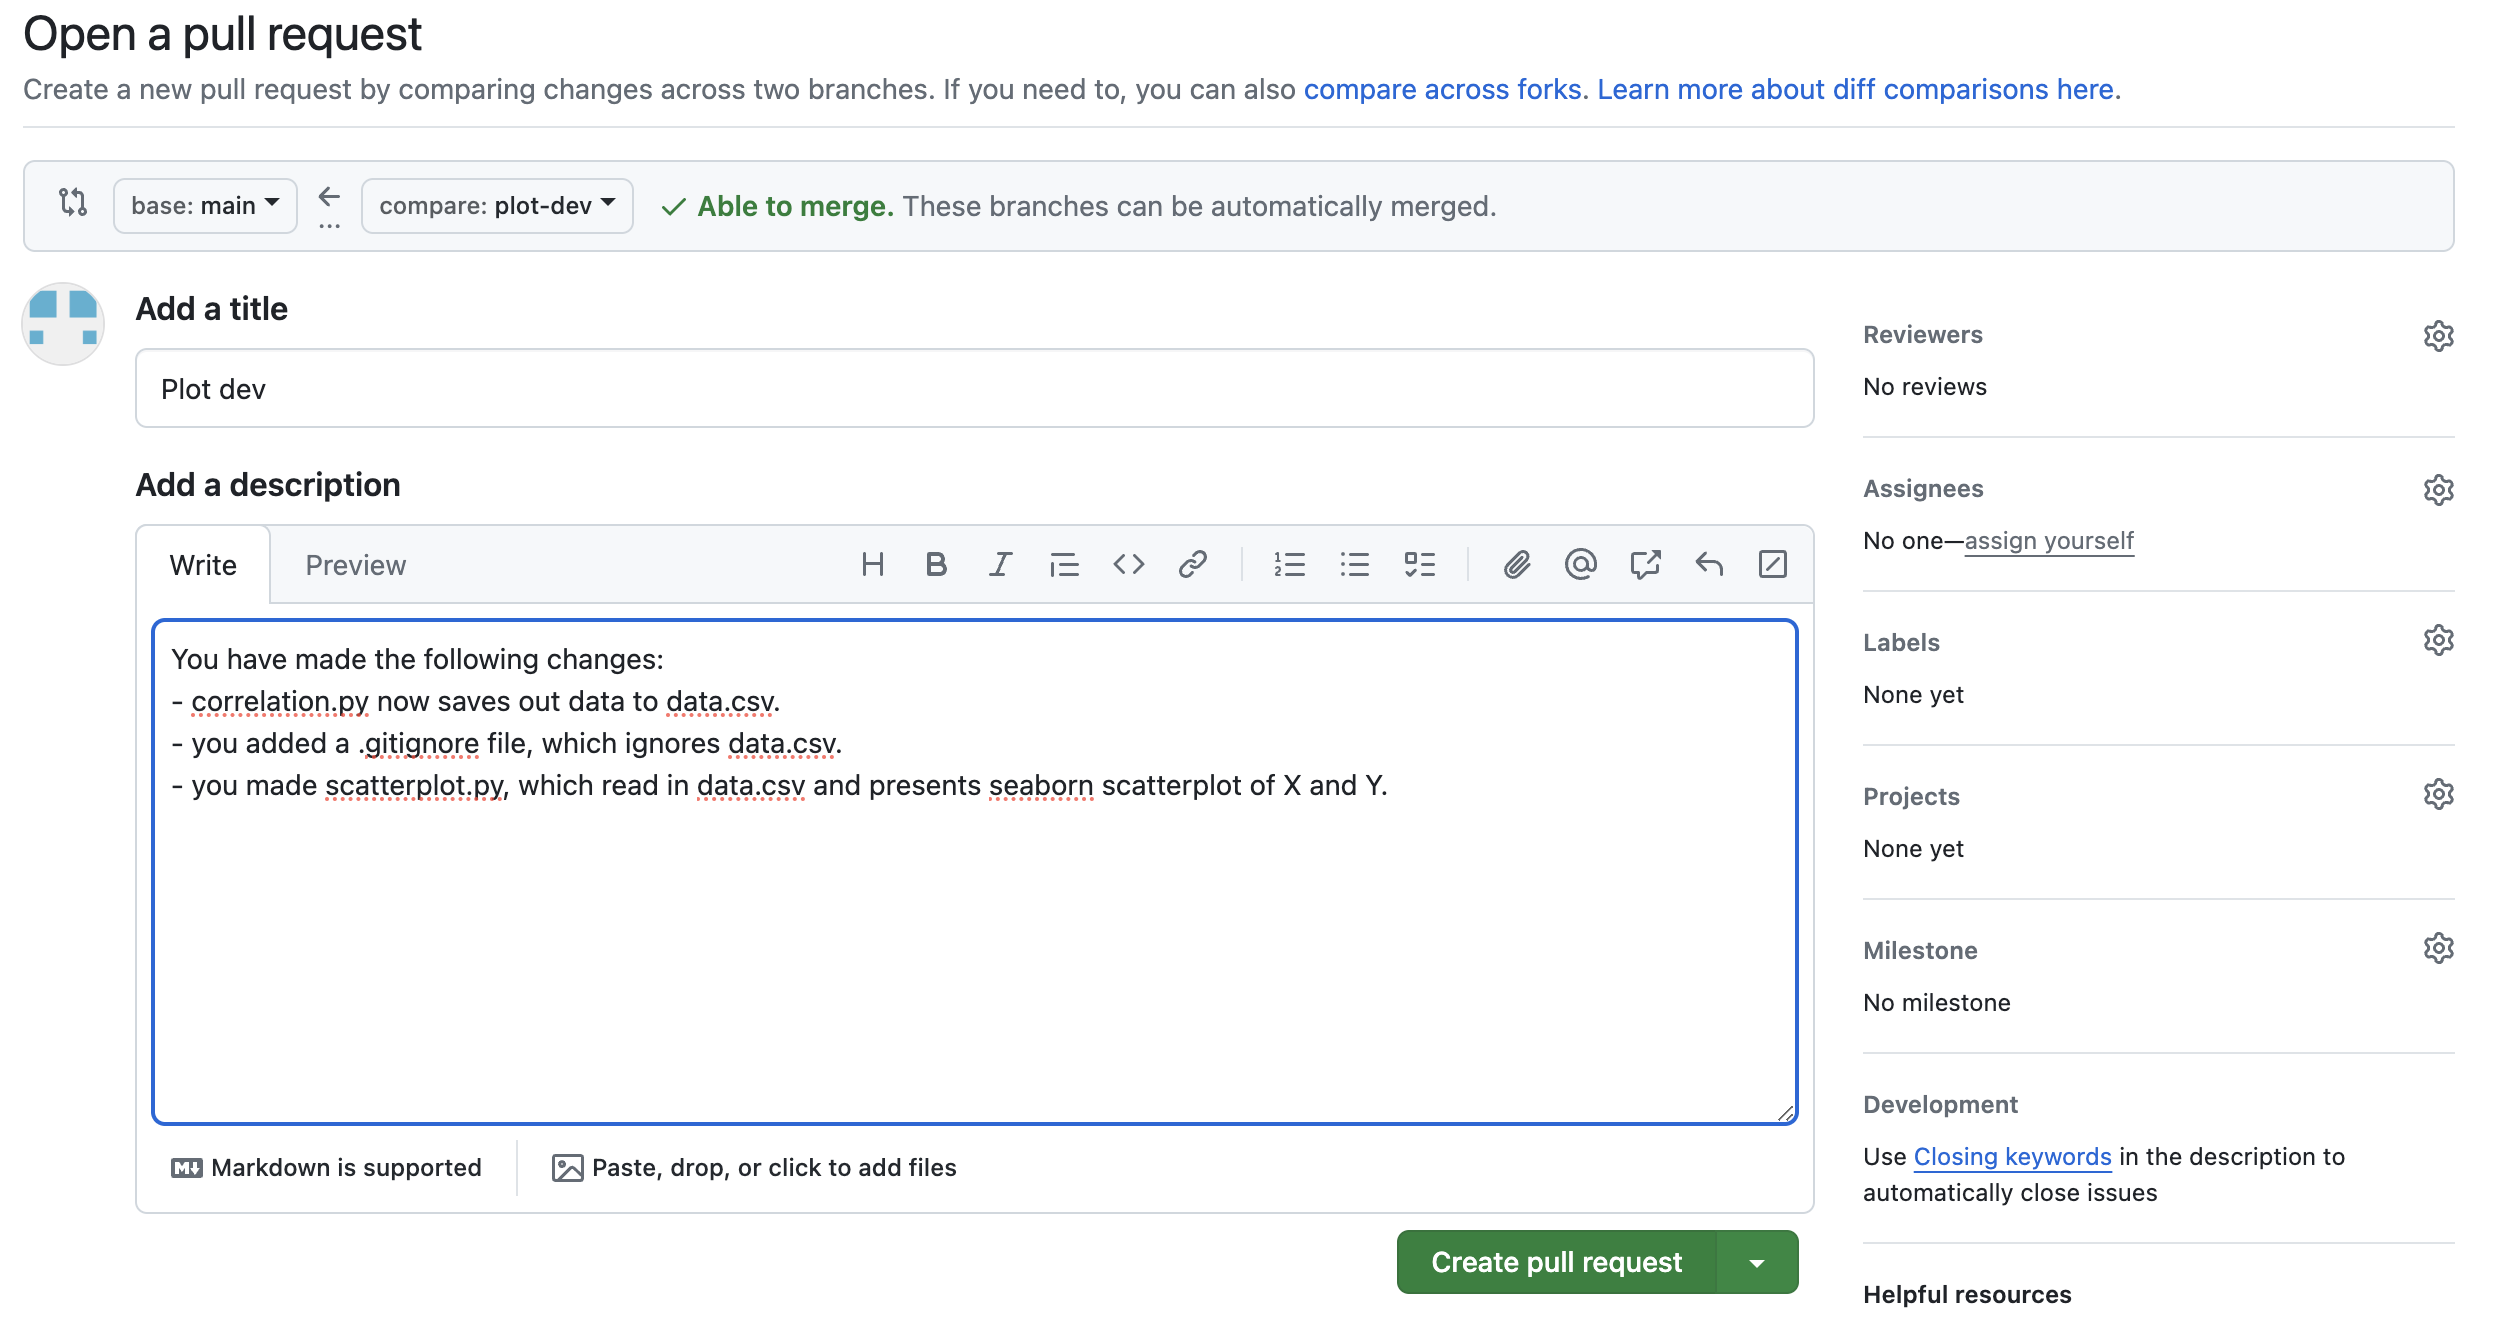 Open a pull request
Create a new pull request by comparing changes across two branches. If you need to, you can also compare across forks. Learn more about diff comparisons here.
base: main
compare: plot-dev
Able to merge. These branches can be automatically merged.
Add a title
Plot dev
Add a description
Write
Preview
You have made the following changes:
- correlation.py now saves out data to data.csv.
- you added a .gitignore file, which ignores data.csv.
- you made scatterplot.py, which read in data.csv and presents seaborn scatterplot of X and Y.
Markdown is supported
Paste, drop, or click to add files
Create pull request
Reviewers
No reviews
Assignees
No one—assign yourself
Labels
None yet
Projects
None yet
Milestone
No milestone
Development
Use Closing keywords in the description to
automatically close issues
Helpful resources